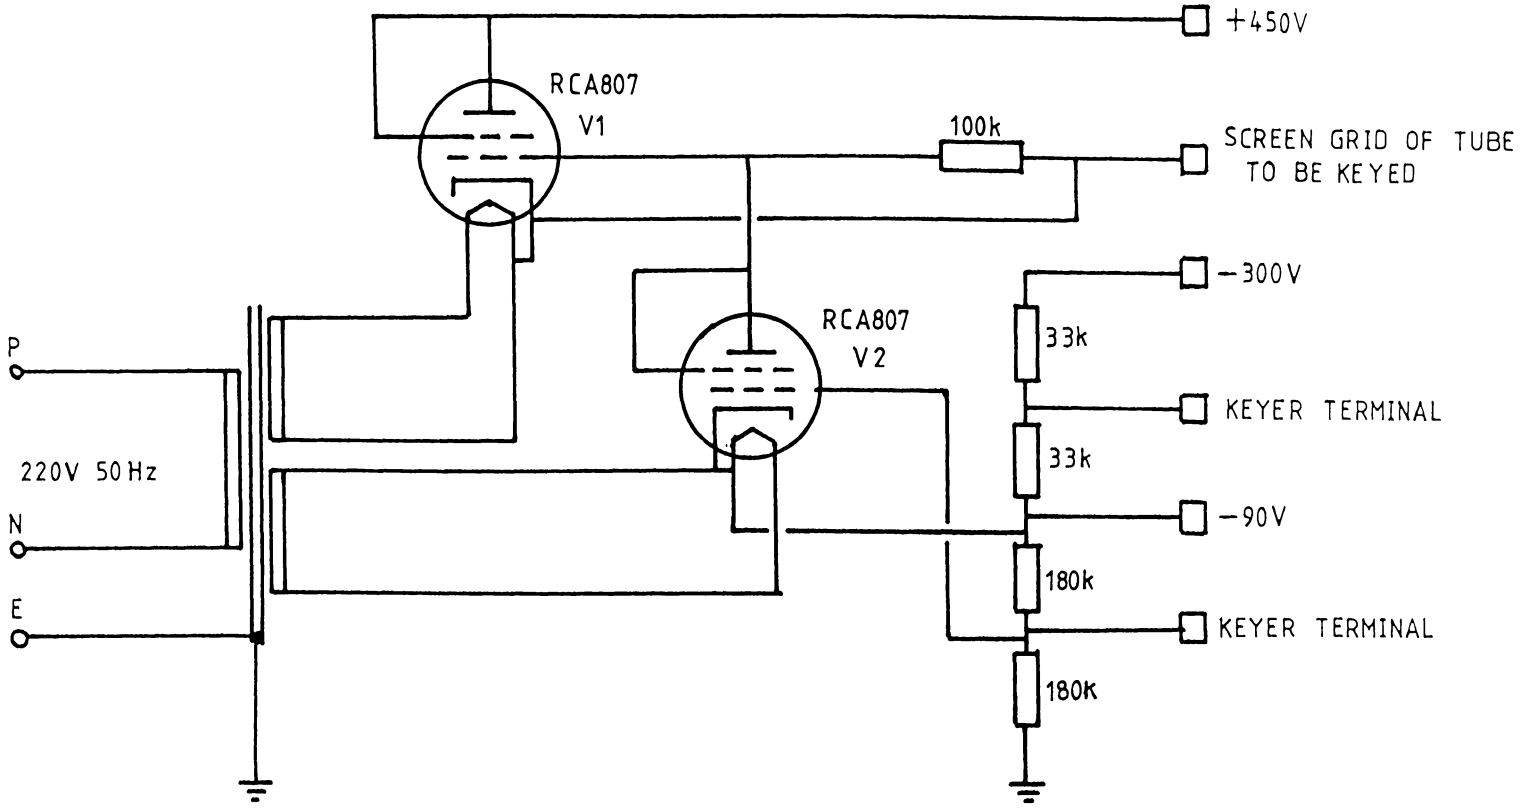 +450V
RCA807
V1
100k
SCREEN GRID OF TUBE
TO BE KEYED
-300V
RCA807
V2
33k
P
KEYER TERMINAL
33k
220V 50Hz
-90V
N
180k
E
KEYER TERMINAL
180k